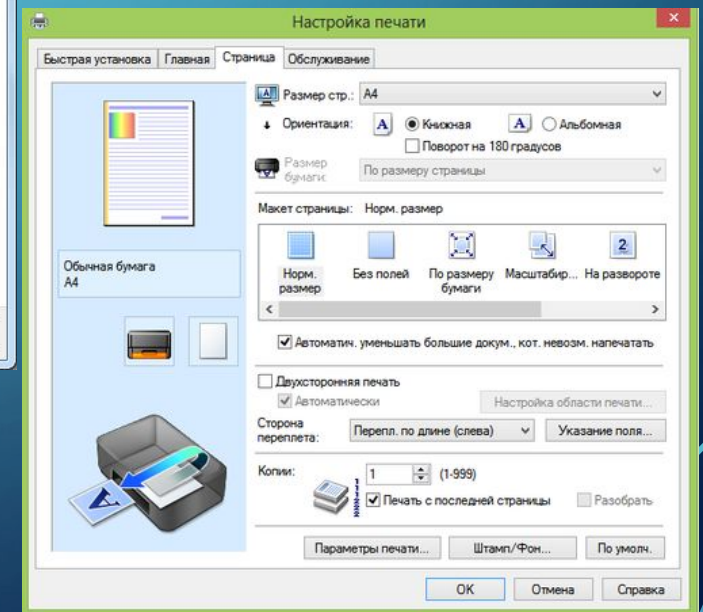 Настройка печати
Быстрая установка Главная Страница Обслуживание
Размер стр.: A4
Ориентация: A Книжная A Альбомная
Поворот на 180 градусов
Размер бумаги: По размеру страницы
Макет страницы: Норм. размер
Обычная бумага
A4
2
Норм. размер Без полей По размеру бумаги Масштабир... На развороте
Автоматич. уменьшать большие докум., кот. невозм. напечатать
Двухсторонняя печать
Автоматически Настройка области печати...
Сторона переплета: Перепл. по длине (слева) Указание поля...
Копии: 1 (1-999)
Печать с последней страницы Разобрать
A
Параметры печати... Штамп/Фон... По умолч.
OK Отмена Справка